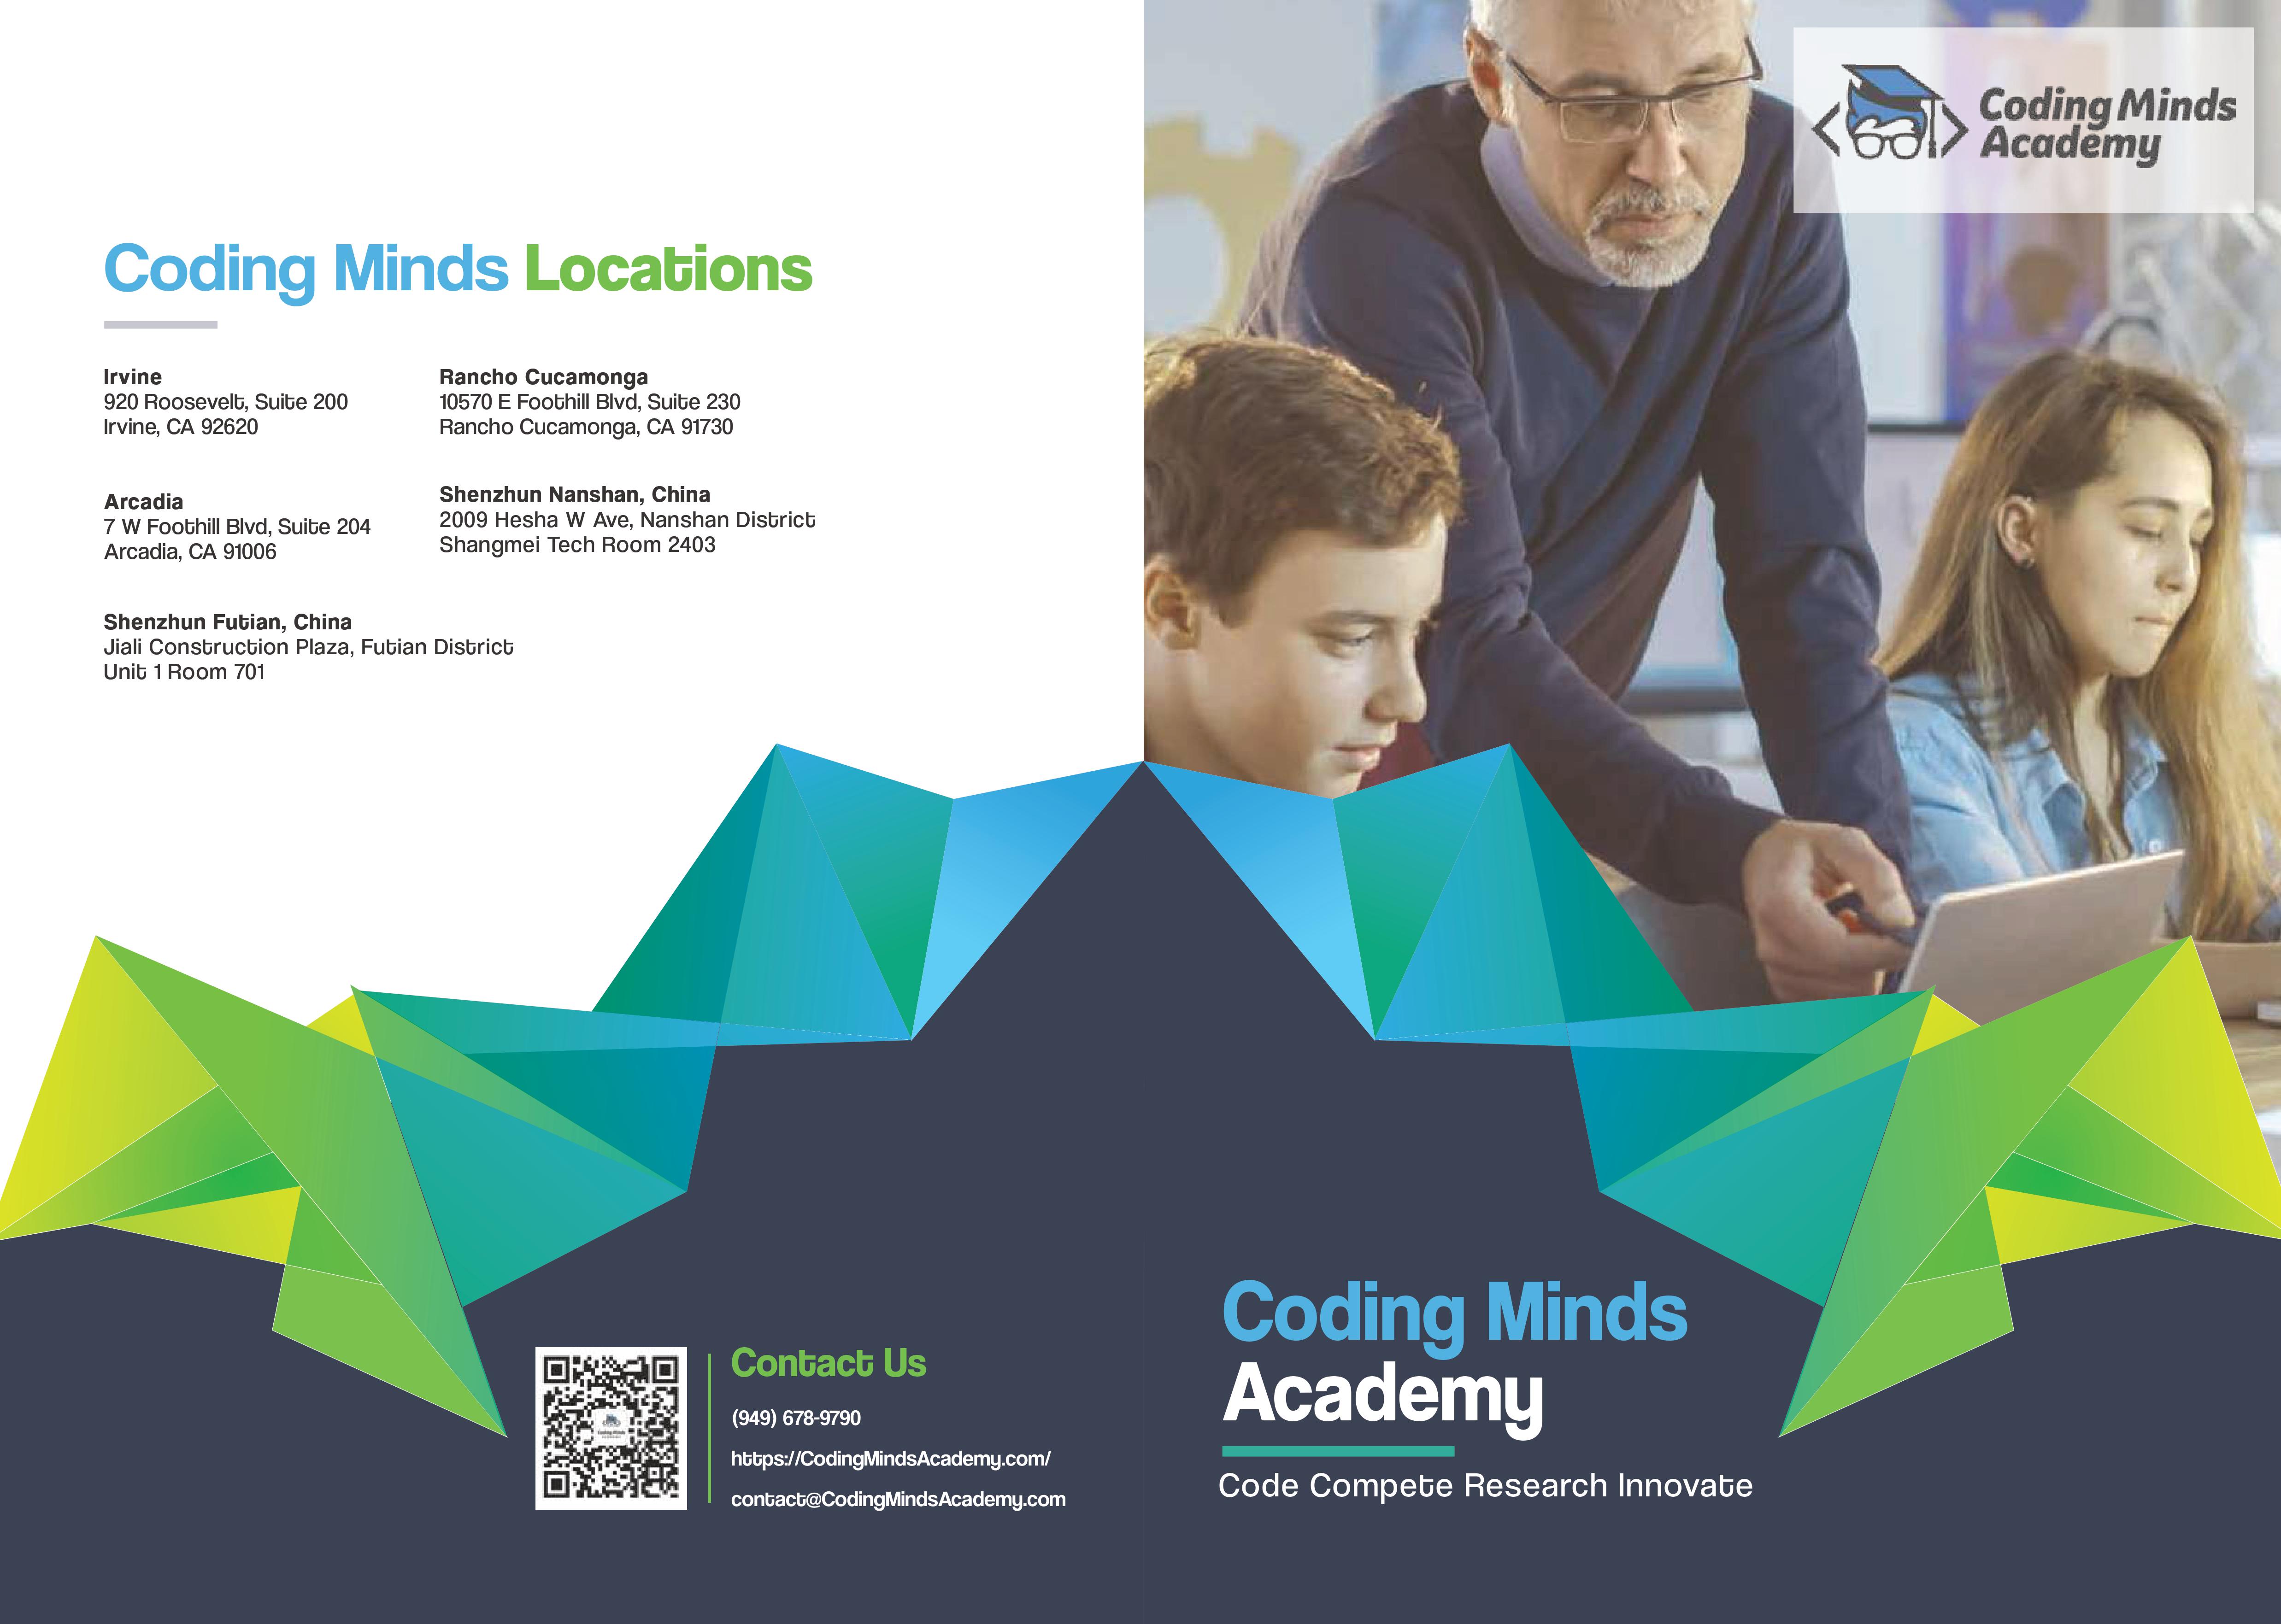 Coding Minds Locations
Irvine
920 Roosevelt, Suite 200
Irvine, CA 92620
Rancho Cucamonga
10570 E Foothill Blvd, Suite 230
Rancho Cucamonga, CA 91730
Arcadia
7 W Foothill Blvd, Suite 204
Arcadia, CA 91006
Shenzhun Nanshan, China
2009 Hesha W Ave, Nanshan District
Shangmei Tech Room 2403
Shenzhun Futian, China
Jiali Construction Plaza, Futian District
Unit 1 Room 701
Coding Minds
Contact Us
(949) 678-9790
https://CodingMindsAcademy.com/
contact@CodingMindsAcademy.com
Coding Minds
Academy
Coding Minds
Academy
Code Compete Research Innovate